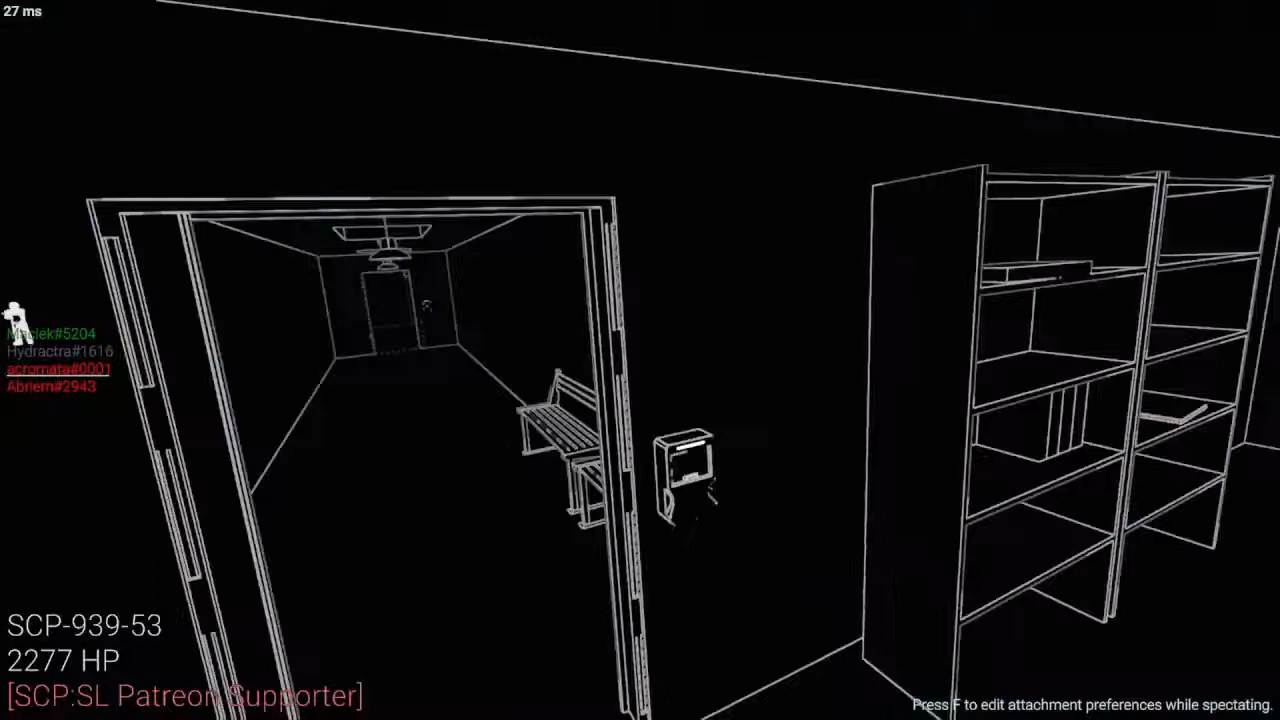 27 ms
Maciek#5204
Hydractra#1616
acromata#0001
Abriem#2943
SCP-939-53
2277 HP
[SCP:SL Patreon Supporter]
Press F to edit attachment preferences while spectating.